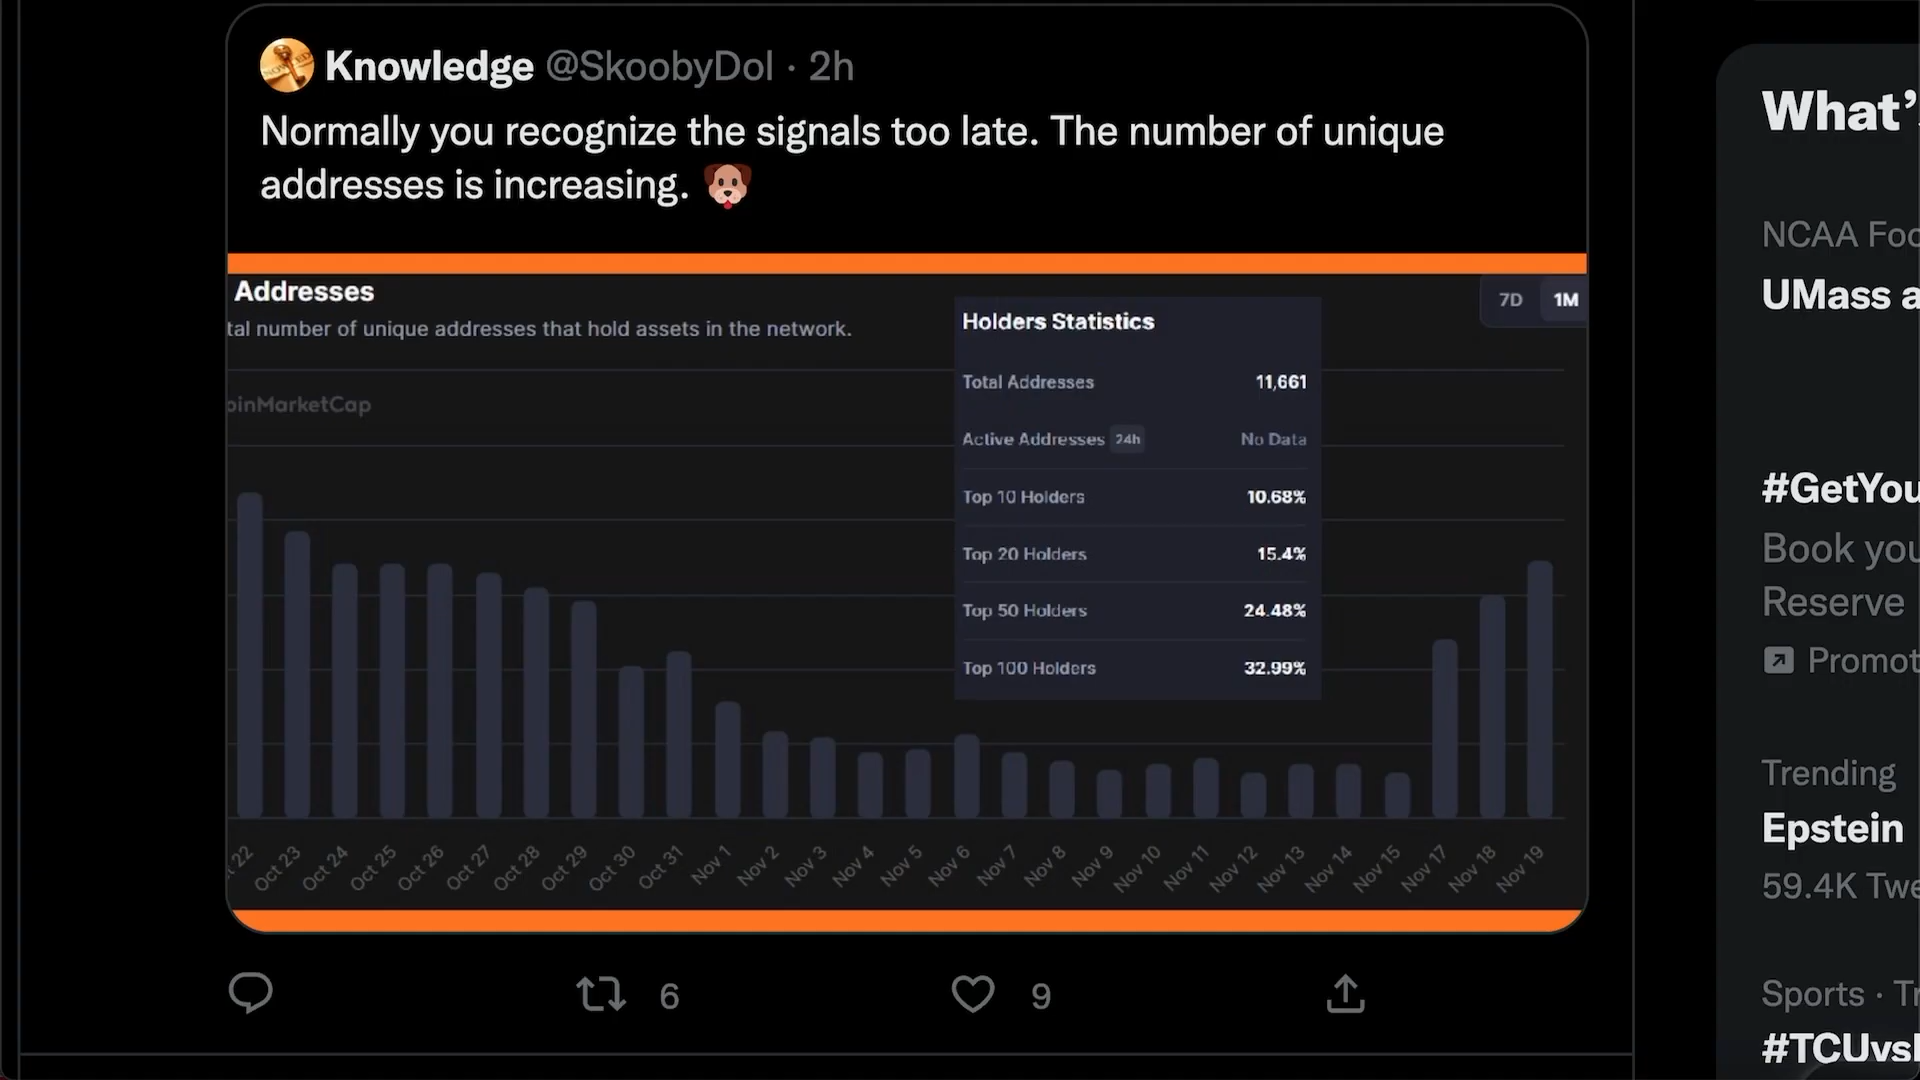 Knowledge @SkoobyDol · 2h
Normally you recognize the signals too late. The number of unique
addresses is increasing.
Addresses
tal number of unique addresses that hold assets in the network.
7D 1M
oinMarketCap
Holders Statistics
Total Addresses 11,661
Active Addresses 24h No Data
Top 10 Holders 10.68%
Top 20 Holders 15.4%
Top 50 Holders 24.48%
Top 100 Holders 32.99%
22 Oct 23 Oct 24 Oct 25 Oct 26 Oct 27 Oct 28 Oct 29 Oct 30 Oct 31 Nov 1 Nov 2 Nov 3 Nov 4 Nov 5 Nov 6 Nov 7 Nov 8 Nov 9 Nov 10 Nov 11 Nov 12 Nov 13 Nov 14 Nov 15 Nov 17 Nov 18 Nov 19
6 9
What'
NCAA Foo
UMass a
#GetYou
Book you
Reserve
Promot
Trending
Epstein
59.4K Twe
Sports · Tr
#TCUvs